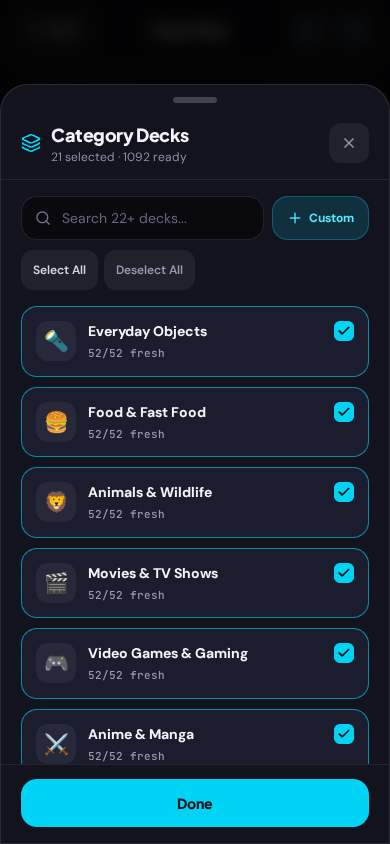 Category Decks
21 selected · 1092 ready
Search 22+ decks...
Custom
Select All
Deselect All
Everyday Objects
52/52 fresh
Food & Fast Food
52/52 fresh
Animals & Wildlife
52/52 fresh
Movies & TV Shows
52/52 fresh
Video Games & Gaming
52/52 fresh
Anime & Manga
52/52 fresh
Done